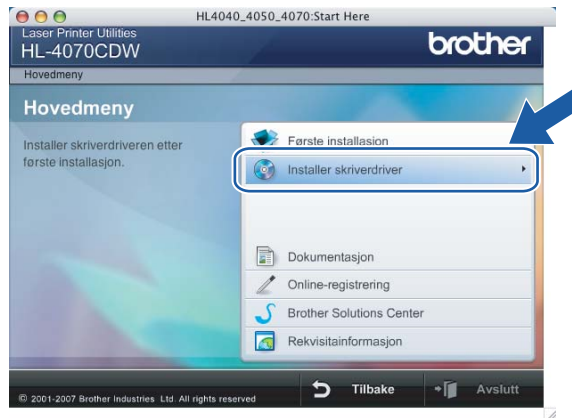 HL4040_4050_4070:Start Here
Laser Printer Utilities
HL-4070CDW
brother
Hovedmeny
Hovedmeny
Installer skriverdriveren etter
første installasjon.
Første installasion
Installer skriverdriver
Dokumentasjon
Online-registrering
Brother Solutions Center
Rekvisitainformasjon
© 2001-2007 Brother Industries Ltd. All rights reserved
Tilbake
Avslutt